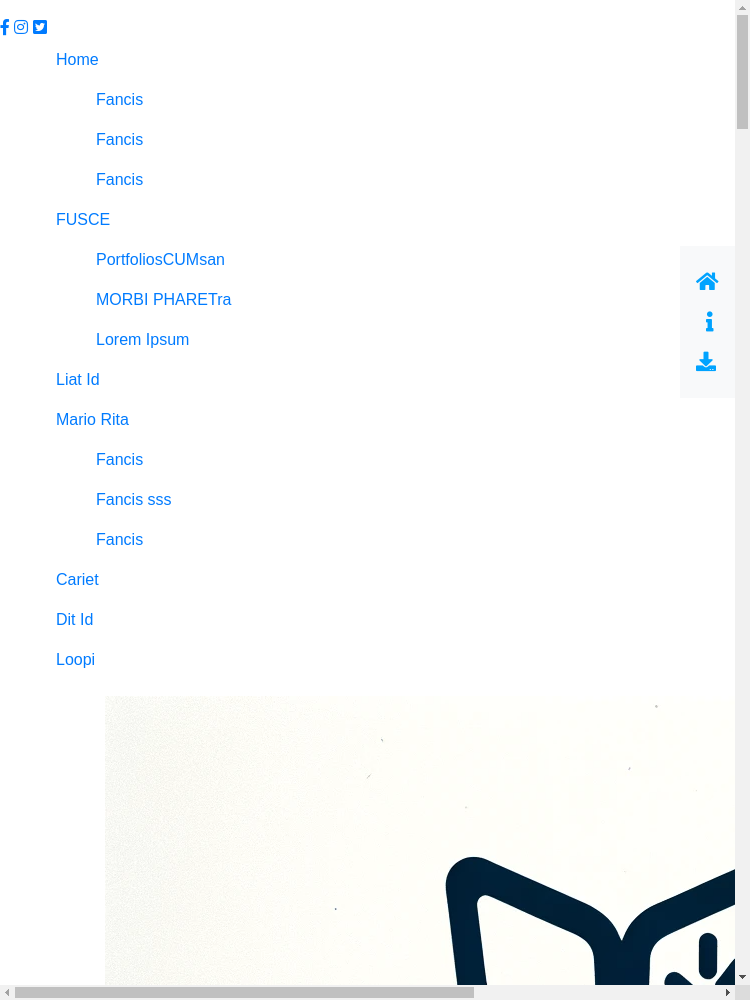 Home
Fancis
Fancis
Fancis
FUSCE
PortfoliosCUMsan
MORBI PHARETra
Lorem Ipsum
Liat Id
Mario Rita
Fancis
Fancis sss
Fancis
Cariet
Dit Id
Loopi